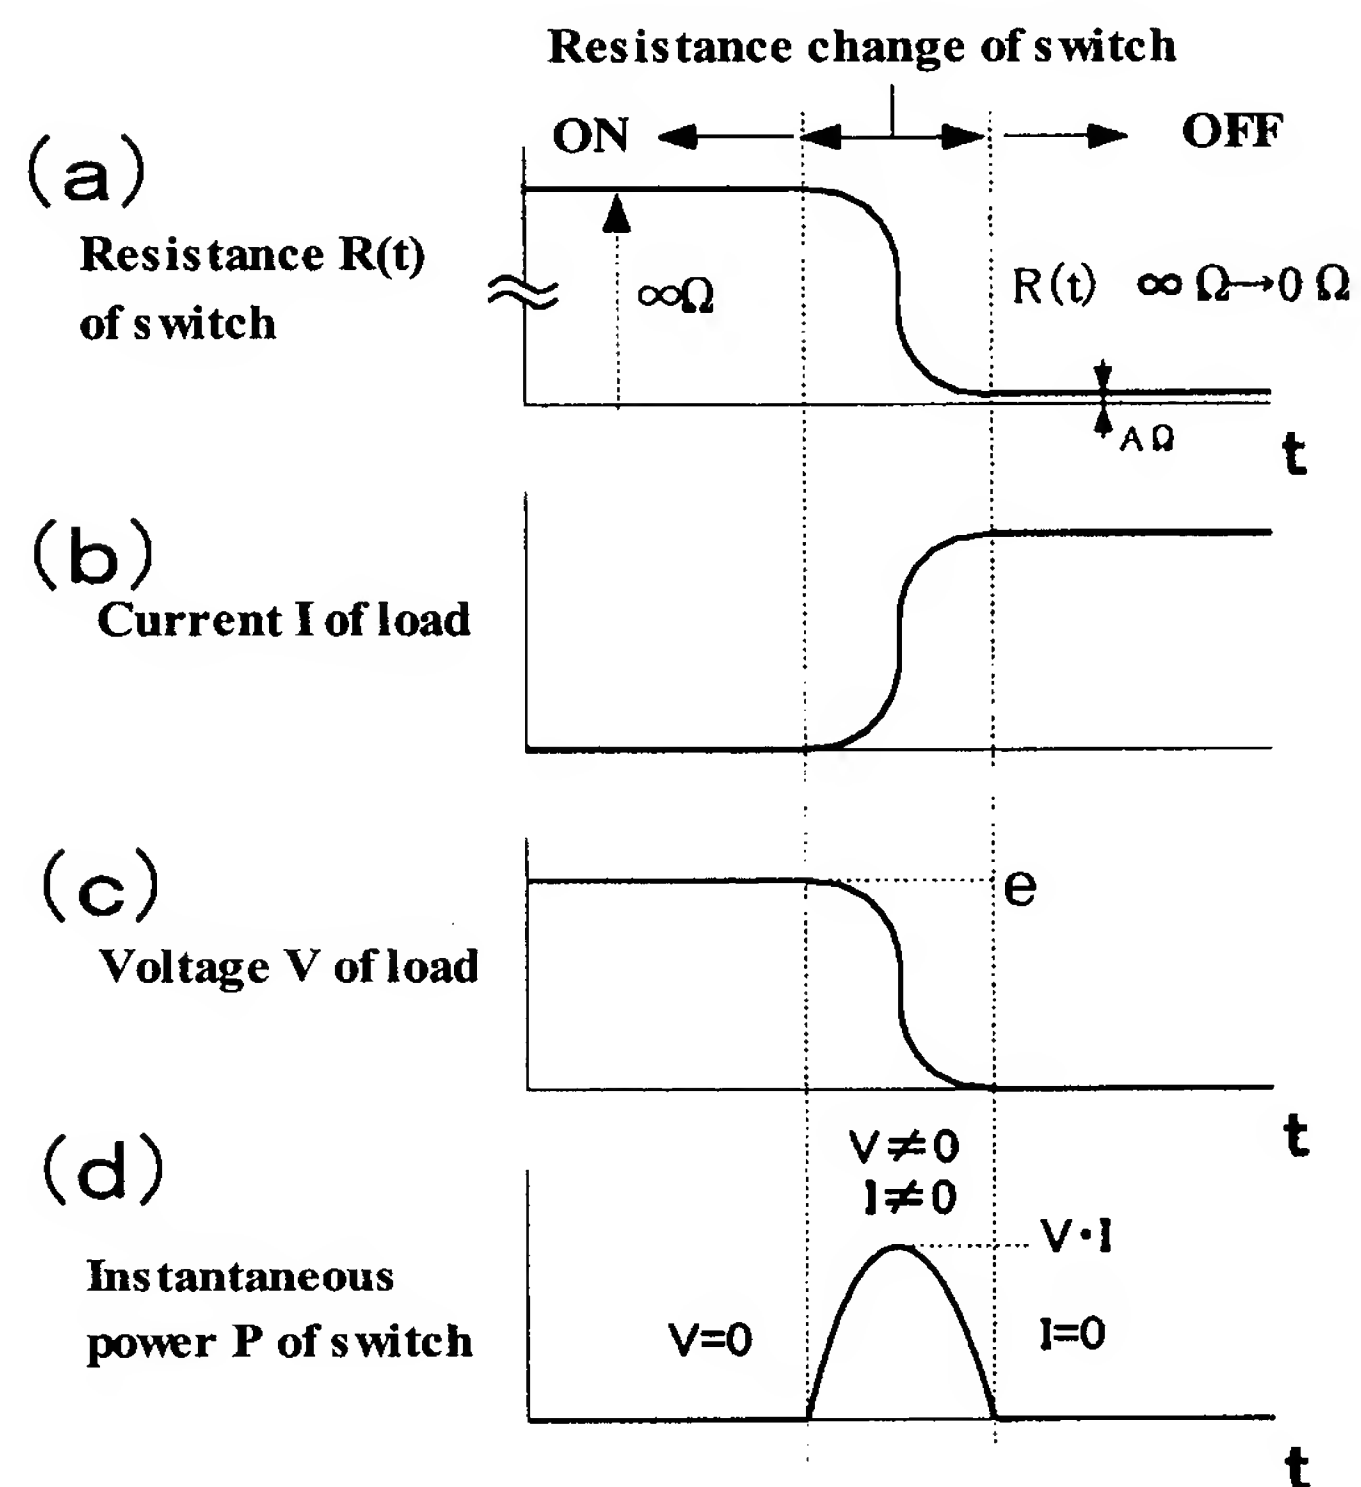 Resistance change of switch
ON
OFF
(a)
Resistance R(t)
of switch
∞Ω
R(t) ∞ Ω→0 Ω
AΩ
t
(b)
Current I of load
(c)
e
Voltage V of load
t
(d)
V≠0
I≠0
V·I
Instantaneous
power P of switch
V=0
I=0
t